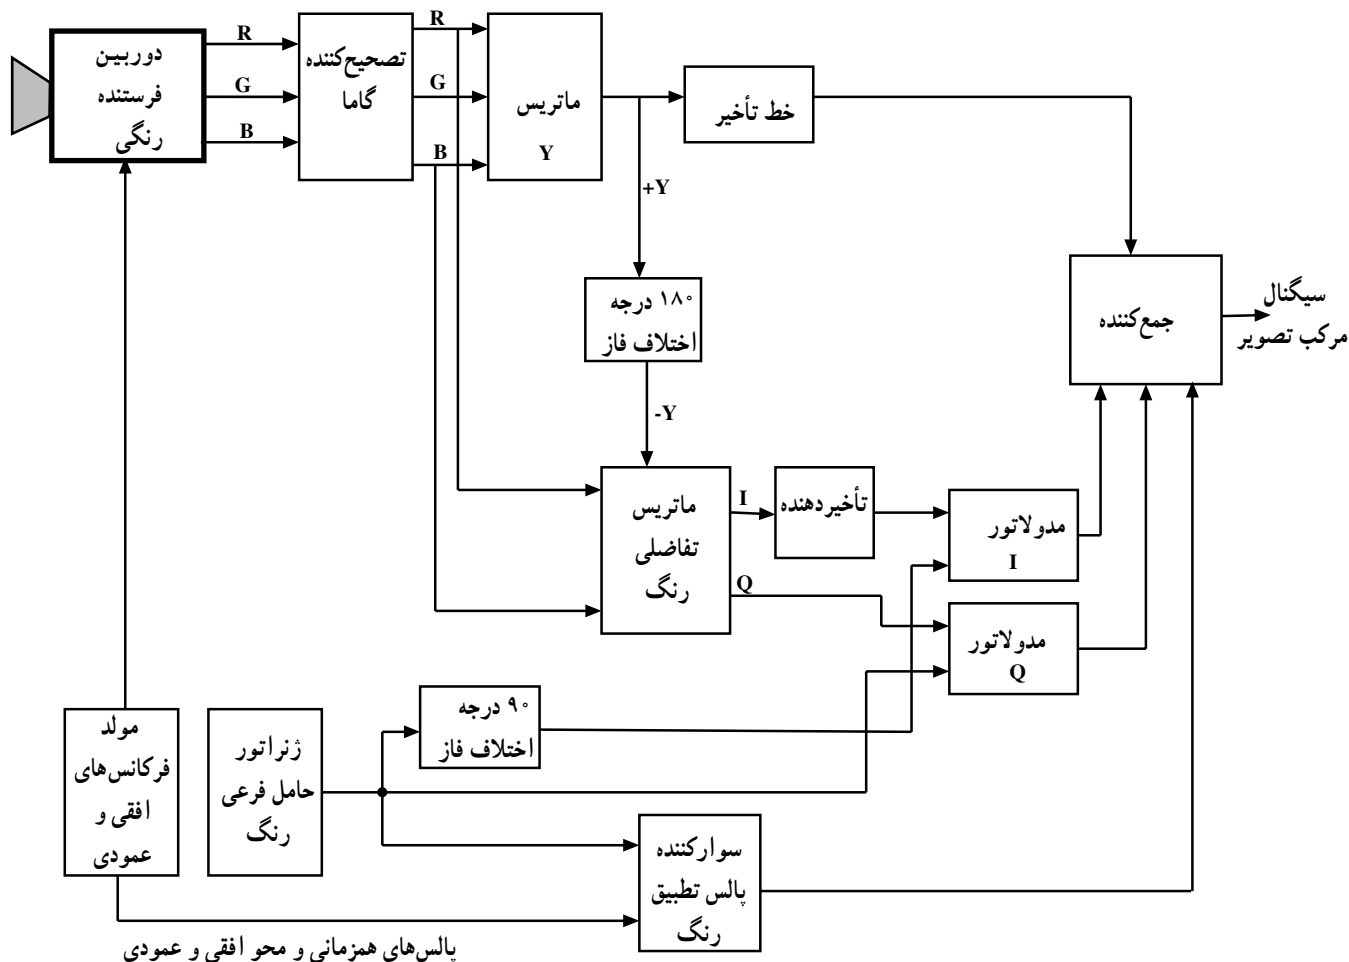 R
G
B
R
G
B
دوربین
فرستنده
رنگی
تصحیح‌کننده
گاما
ماتریس
Y
خط تأخیر
+Y
۱۸۰ درجه
اختلاف فاز
-Y
جمع‌کننده
سیگنال
مرکب تصویر
ماتریس
تفاضلی
رنگ
I
Q
تأخیردهنده
مدولاتور
I
مدولاتور
Q
۹۰ درجه
اختلاف فاز
مولد
فرکانس‌های
افقی و
عمودی
ژنراتور
حامل فرعی
رنگ
سوارکننده
پالس تطبیق
رنگ
پالس‌های همزمانی و محو افقی و عمودی